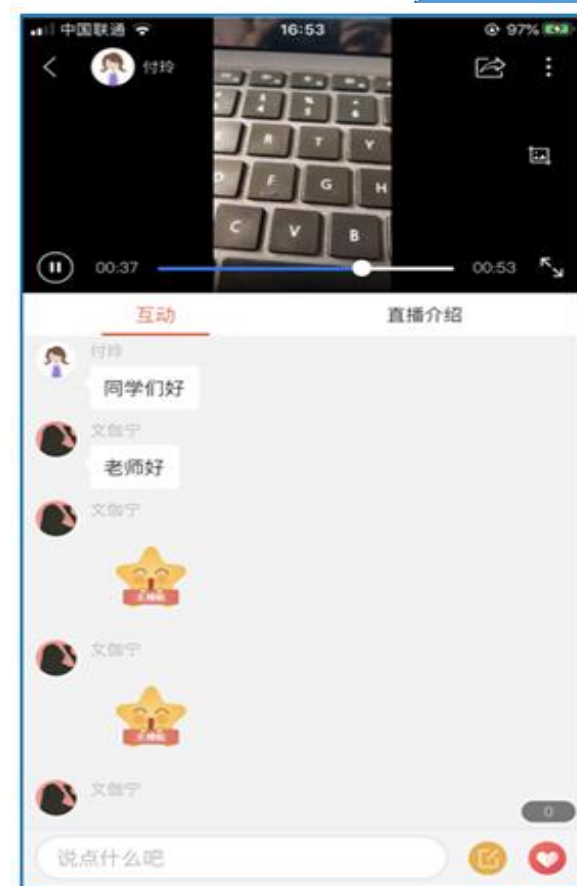 中国联通
16:53
97%
付玲
R T Y
F G H
C V B
00:37
00:53
互动
直播介绍
付玲
同学们好
文伽宁
老师好
文伽宁
文伽宁
文伽宁
0
说点什么吧